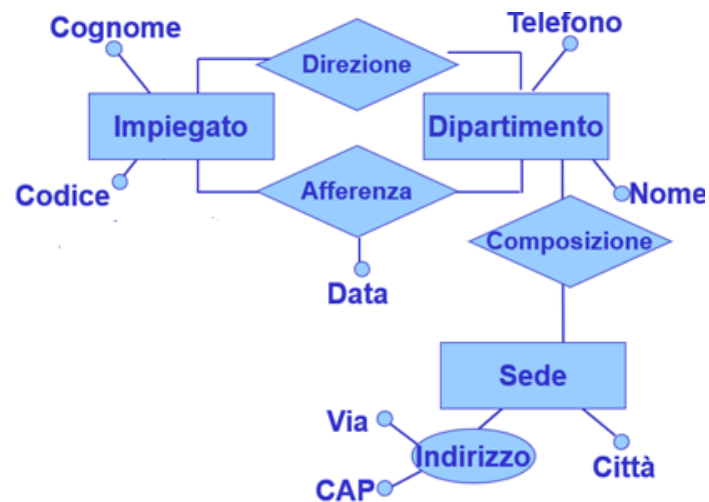 Cognome
Telefono
Direzione
Impiegato
Dipartimento
Codice
Afferenza
Nome
Composizione
Data
Sede
Via
Indirizzo
Città
CAP